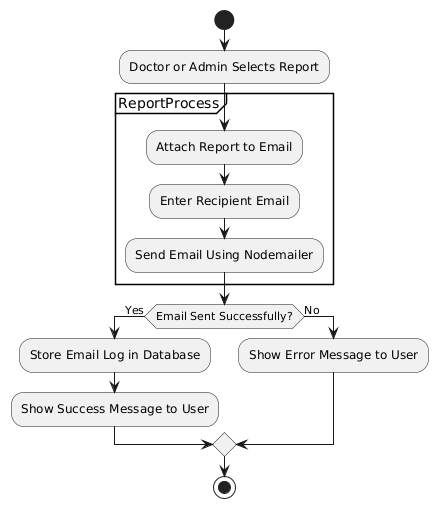 Doctor or Admin Selects Report
ReportProcess
Attach Report to Email
Enter Recipient Email
Send Email Using Nodemailer
Email Sent Successfully?
Yes
No
Store Email Log in Database
Show Error Message to User
Show Success Message to User